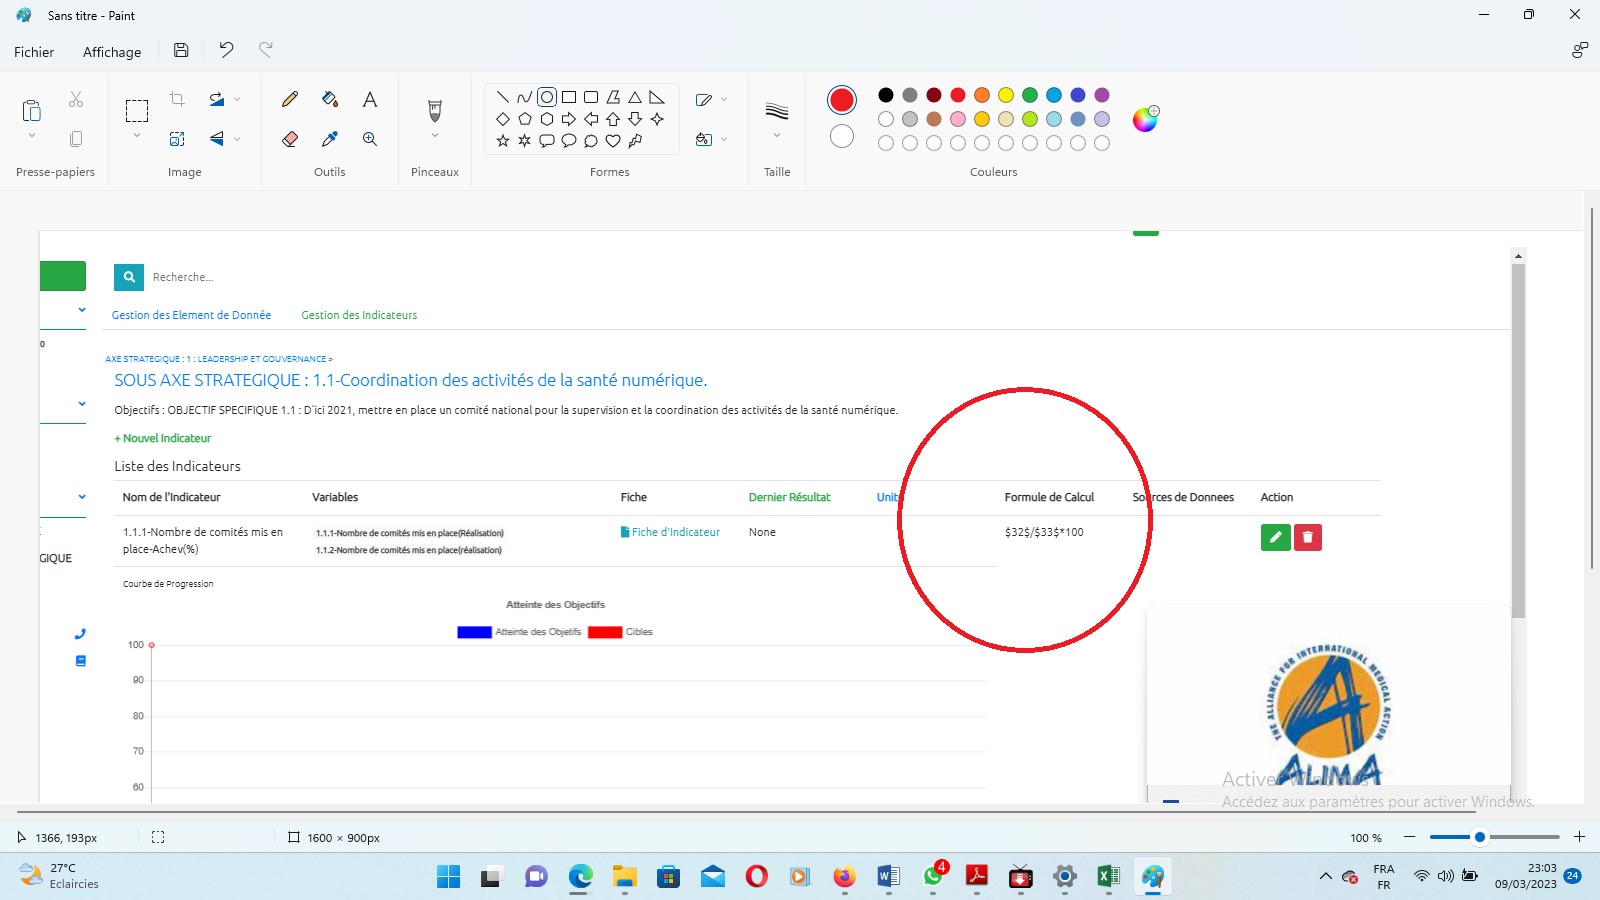 Sans titre - Paint
Fichier Affichage
Presse-papiers Image Outils Pinceaux Formes Taille Couleurs
Recherche...
Gestion des Element de Donnée Gestion des Indicateurs
0
AXE STRATEGIQUE : 1 : LEADERSHIP ET GOUVERNANCE >
SOUS AXE STRATEGIQUE : 1.1-Coordination des activités de la santé numérique.
Objectifs : OBJECTIF SPECIFIQUE 1.1 : D'ici 2021, mettre en place un comité national pour la supervision et la coordination des activités de la santé numérique.
+ Nouvel Indicateur
Liste des Indicateurs
Nom de l'Indicateur Variables Fiche Dernier Résultat Unité Formule de Calcul Sources de Donnees Action
1.1.1-Nombre de comités mis en place-Achev(%)
1.1.1-Nombre de comités mis en place(Réalisation)
1.1.2-Nombre de comités mis en place(réalisation)
Fiche d'Indicateur None $32$/$33$*100
GIQUE
Courbe de Progression
Atteinte des Objectifs
Atteinte des Objetifs Cibles
100
90
80
70
60
THE ALLIANCE FOR INTERNATIONAL MEDICAL ACTION
ALIMA
Activer Windows
Accédez aux paramètres pour activer Windows.
1366, 193px 1600 × 900px 100 %
27°C
Eclaircies
4
FRA
FR
23:03
09/03/2023
24